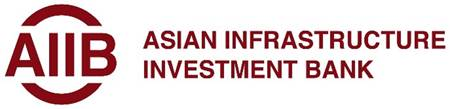 AIIB
ASIAN INFRASTRUCTURE
INVESTMENT BANK